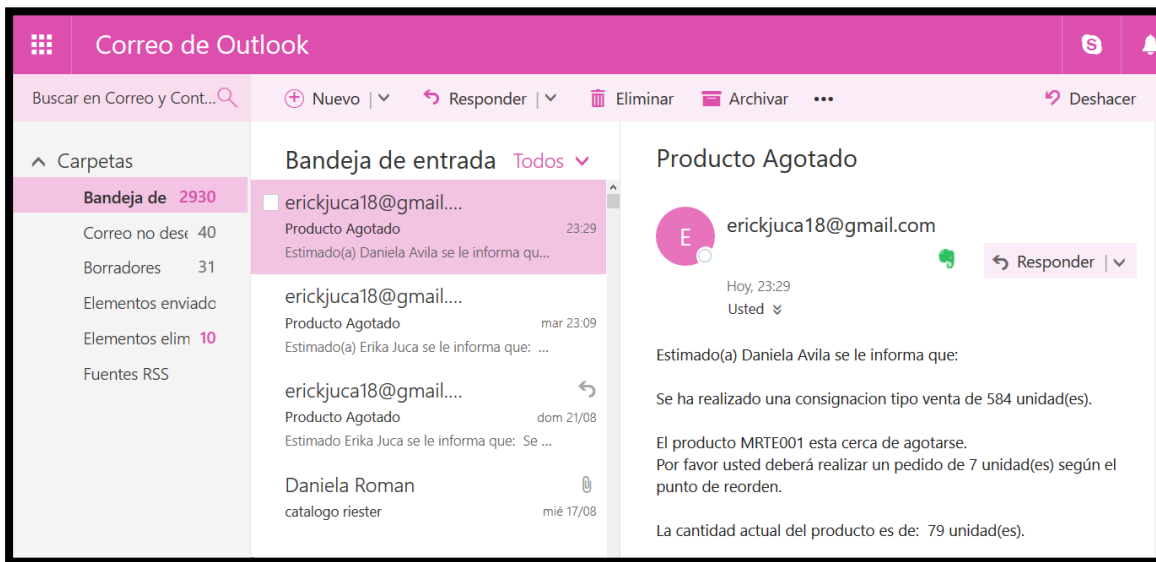 Correo de Outlook
Buscar en Correo y Cont...
Nuevo
Responder
Eliminar
Archivar
Deshacer
Carpetas
Bandeja de 2930
Correo no dese 40
Borradores 31
Elementos enviado
Elementos elim 10
Fuentes RSS
Bandeja de entrada Todos
erickjuca18@gmail....
Producto Agotado 23:29
Estimado(a) Daniela Avila se le informa qu...
erickjuca18@gmail....
Producto Agotado mar 23:09
Estimado(a) Erika Juca se le informa que: ...
erickjuca18@gmail....
Producto Agotado dom 21/08
Estimado Erika Juca se le informa que: Se ...
Daniela Roman
catalogo riester mié 17/08
Producto Agotado
E
erickjuca18@gmail.com
Responder
Hoy, 23:29
Usted
Estimado(a) Daniela Avila se le informa que:
Se ha realizado una consignacion tipo venta de 584 unidad(es).
El producto MRTE001 esta cerca de agotarse.
Por favor usted deberá realizar un pedido de 7 unidad(es) según el
punto de reorden.
La cantidad actual del producto es de: 79 unidad(es).